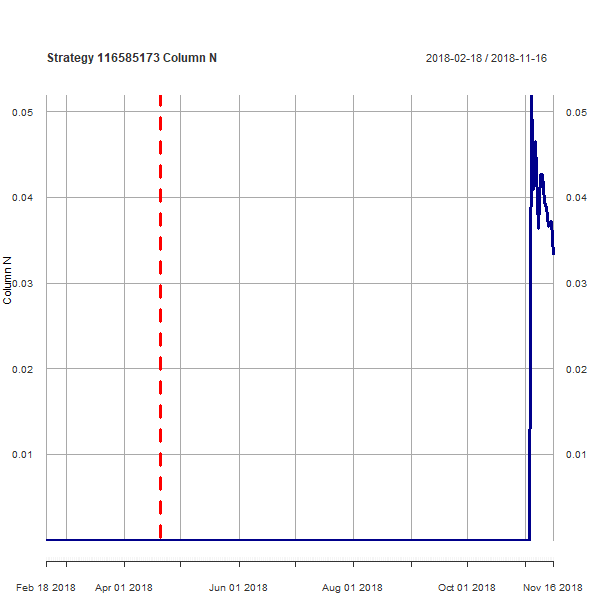 Strategy 116585173 Column N
2018-02-18 / 2018-11-16
0.05 0.05
0.04 0.04
Column N
0.03 0.03
0.02 0.02
0.01 0.01
Feb 18 2018 Apr 01 2018 Jun 01 2018 Aug 01 2018 Oct 01 2018 Nov 16 2018